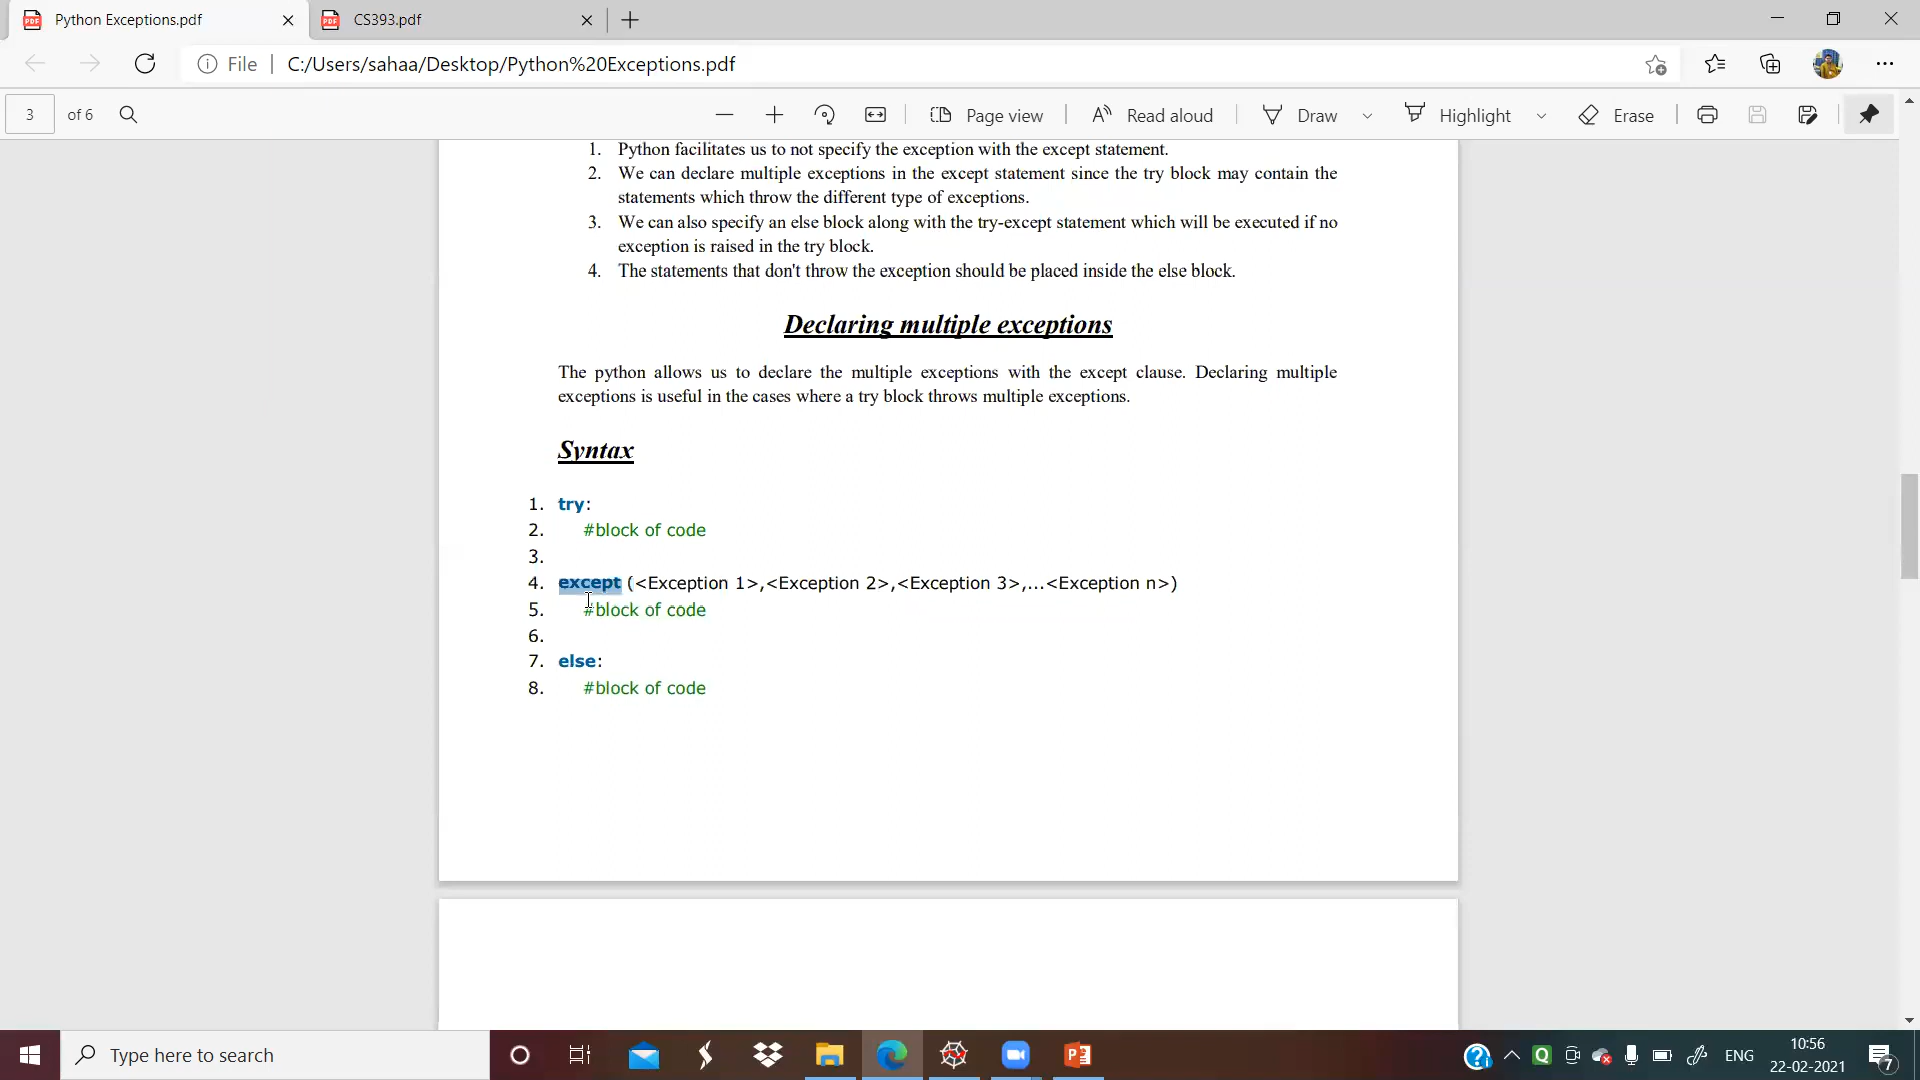 Python Exceptions.pdf
CS393.pdf
File
C:/Users/sahaa/Desktop/Python%20Exceptions.pdf
3 of 6
Page view
Read aloud
Draw
Highlight
Erase
1. Python facilitates us to not specify the exception with the except statement.
2. We can declare multiple exceptions in the except statement since the try block may contain the
statements which throw the different type of exceptions.
3. We can also specify an else block along with the try-except statement which will be executed if no
exception is raised in the try block.
4. The statements that don't throw the exception should be placed inside the else block.
Declaring multiple exceptions
The python allows us to declare the multiple exceptions with the except clause. Declaring multiple
exceptions is useful in the cases where a try block throws multiple exceptions.
Syntax
1. try:
2. #block of code
3.
4. except (<Exception 1>,<Exception 2>,<Exception 3>,...<Exception n>)
5. #block of code
6.
7. else:
8. #block of code
Type here to search
ENG
10:56
22-02-2021
7